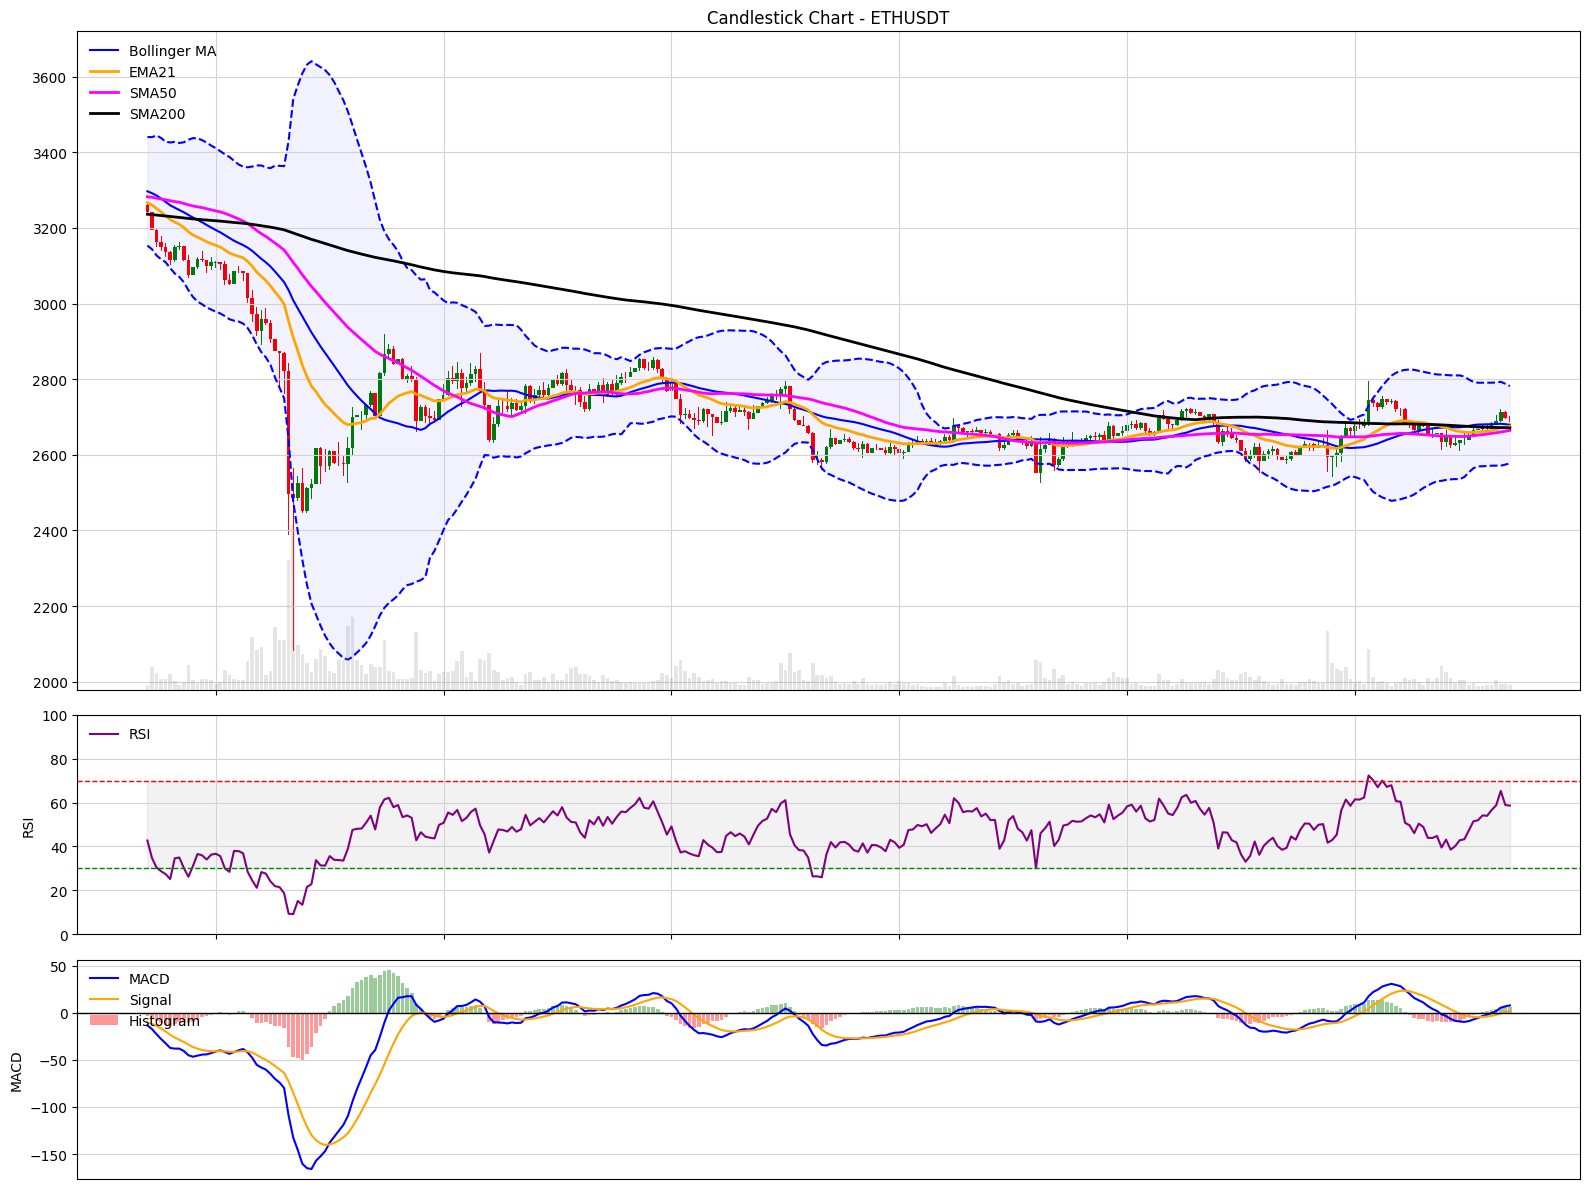 Candlestick Chart - ETHUSDT
Bollinger MA
EMA21
SMA50
SMA200
3600
3400
3200
3000
2800
2600
2400
2200
2000
RSI
RSI
100
80
60
40
20
0
MACD
Signal
Histogram
MACD
50
0
−50
−100
−150